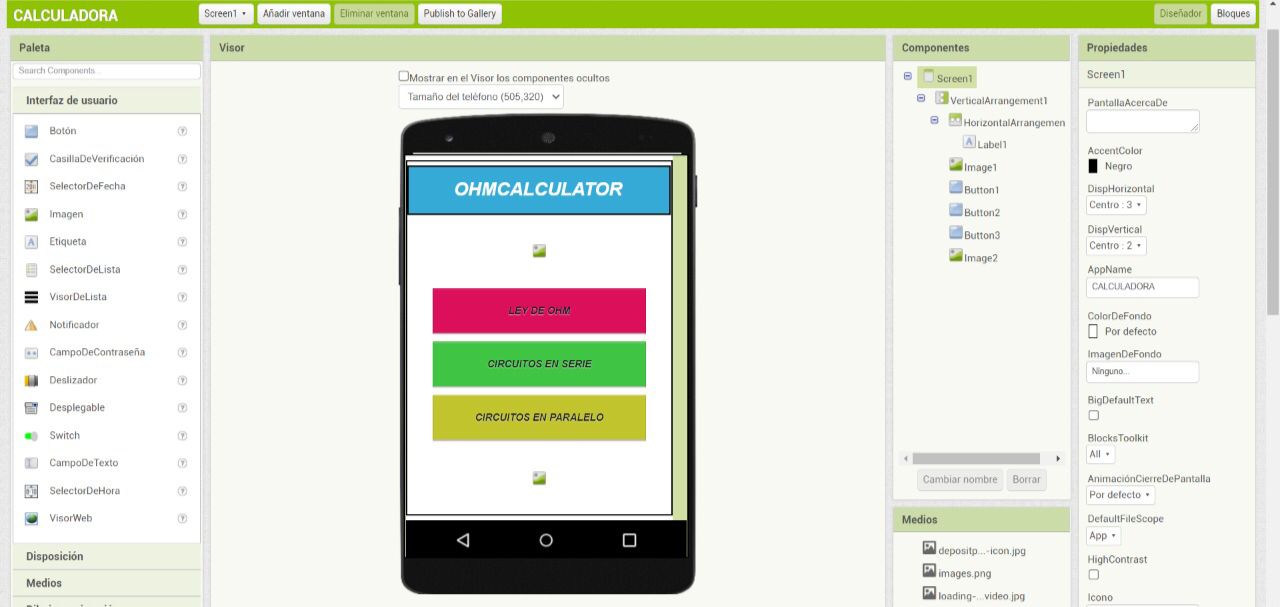 CALCULADORA
Screen1
Añadir ventana
Eliminar ventana
Publish to Gallery
Diseñador
Bloques
Paleta
Search Components...
Interfaz de usuario
Botón
CasillaDeVerificación
SelectorDeFecha
Imagen
Etiqueta
SelectorDeLista
VisorDeLista
Notificador
CampoDeContraseña
Deslizador
Desplegable
Switch
CampoDeTexto
SelectorDeHora
VisorWeb
Disposición
Medios
Visor
Mostrar en el Visor los componentes ocultos
Tamaño del teléfono (505,320)
OHMCALCULATOR
LEY DE OHM
CIRCUITOS EN SERIE
CIRCUITOS EN PARALELO
Componentes
Screen1
VerticalArrangement1
HorizontalArrangemen
Label1
Image1
Button1
Button2
Button3
Image2
Cambiar nombre
Borrar
Medios
depositp...-icon.jpg
images.png
loading-...video.jpg
Propiedades
Screen1
PantallaAcercaDe
AccentColor
Negro
DispHorizontal
Centro : 3
DispVertical
Centro : 2
AppName
CALCULADORA
ColorDeFondo
Por defecto
ImagenDeFondo
Ninguno...
BigDefaultText
BlocksToolkit
All
AnimaciónCierreDePantalla
Por defecto
DefaultFileScope
App
HighContrast
Icono